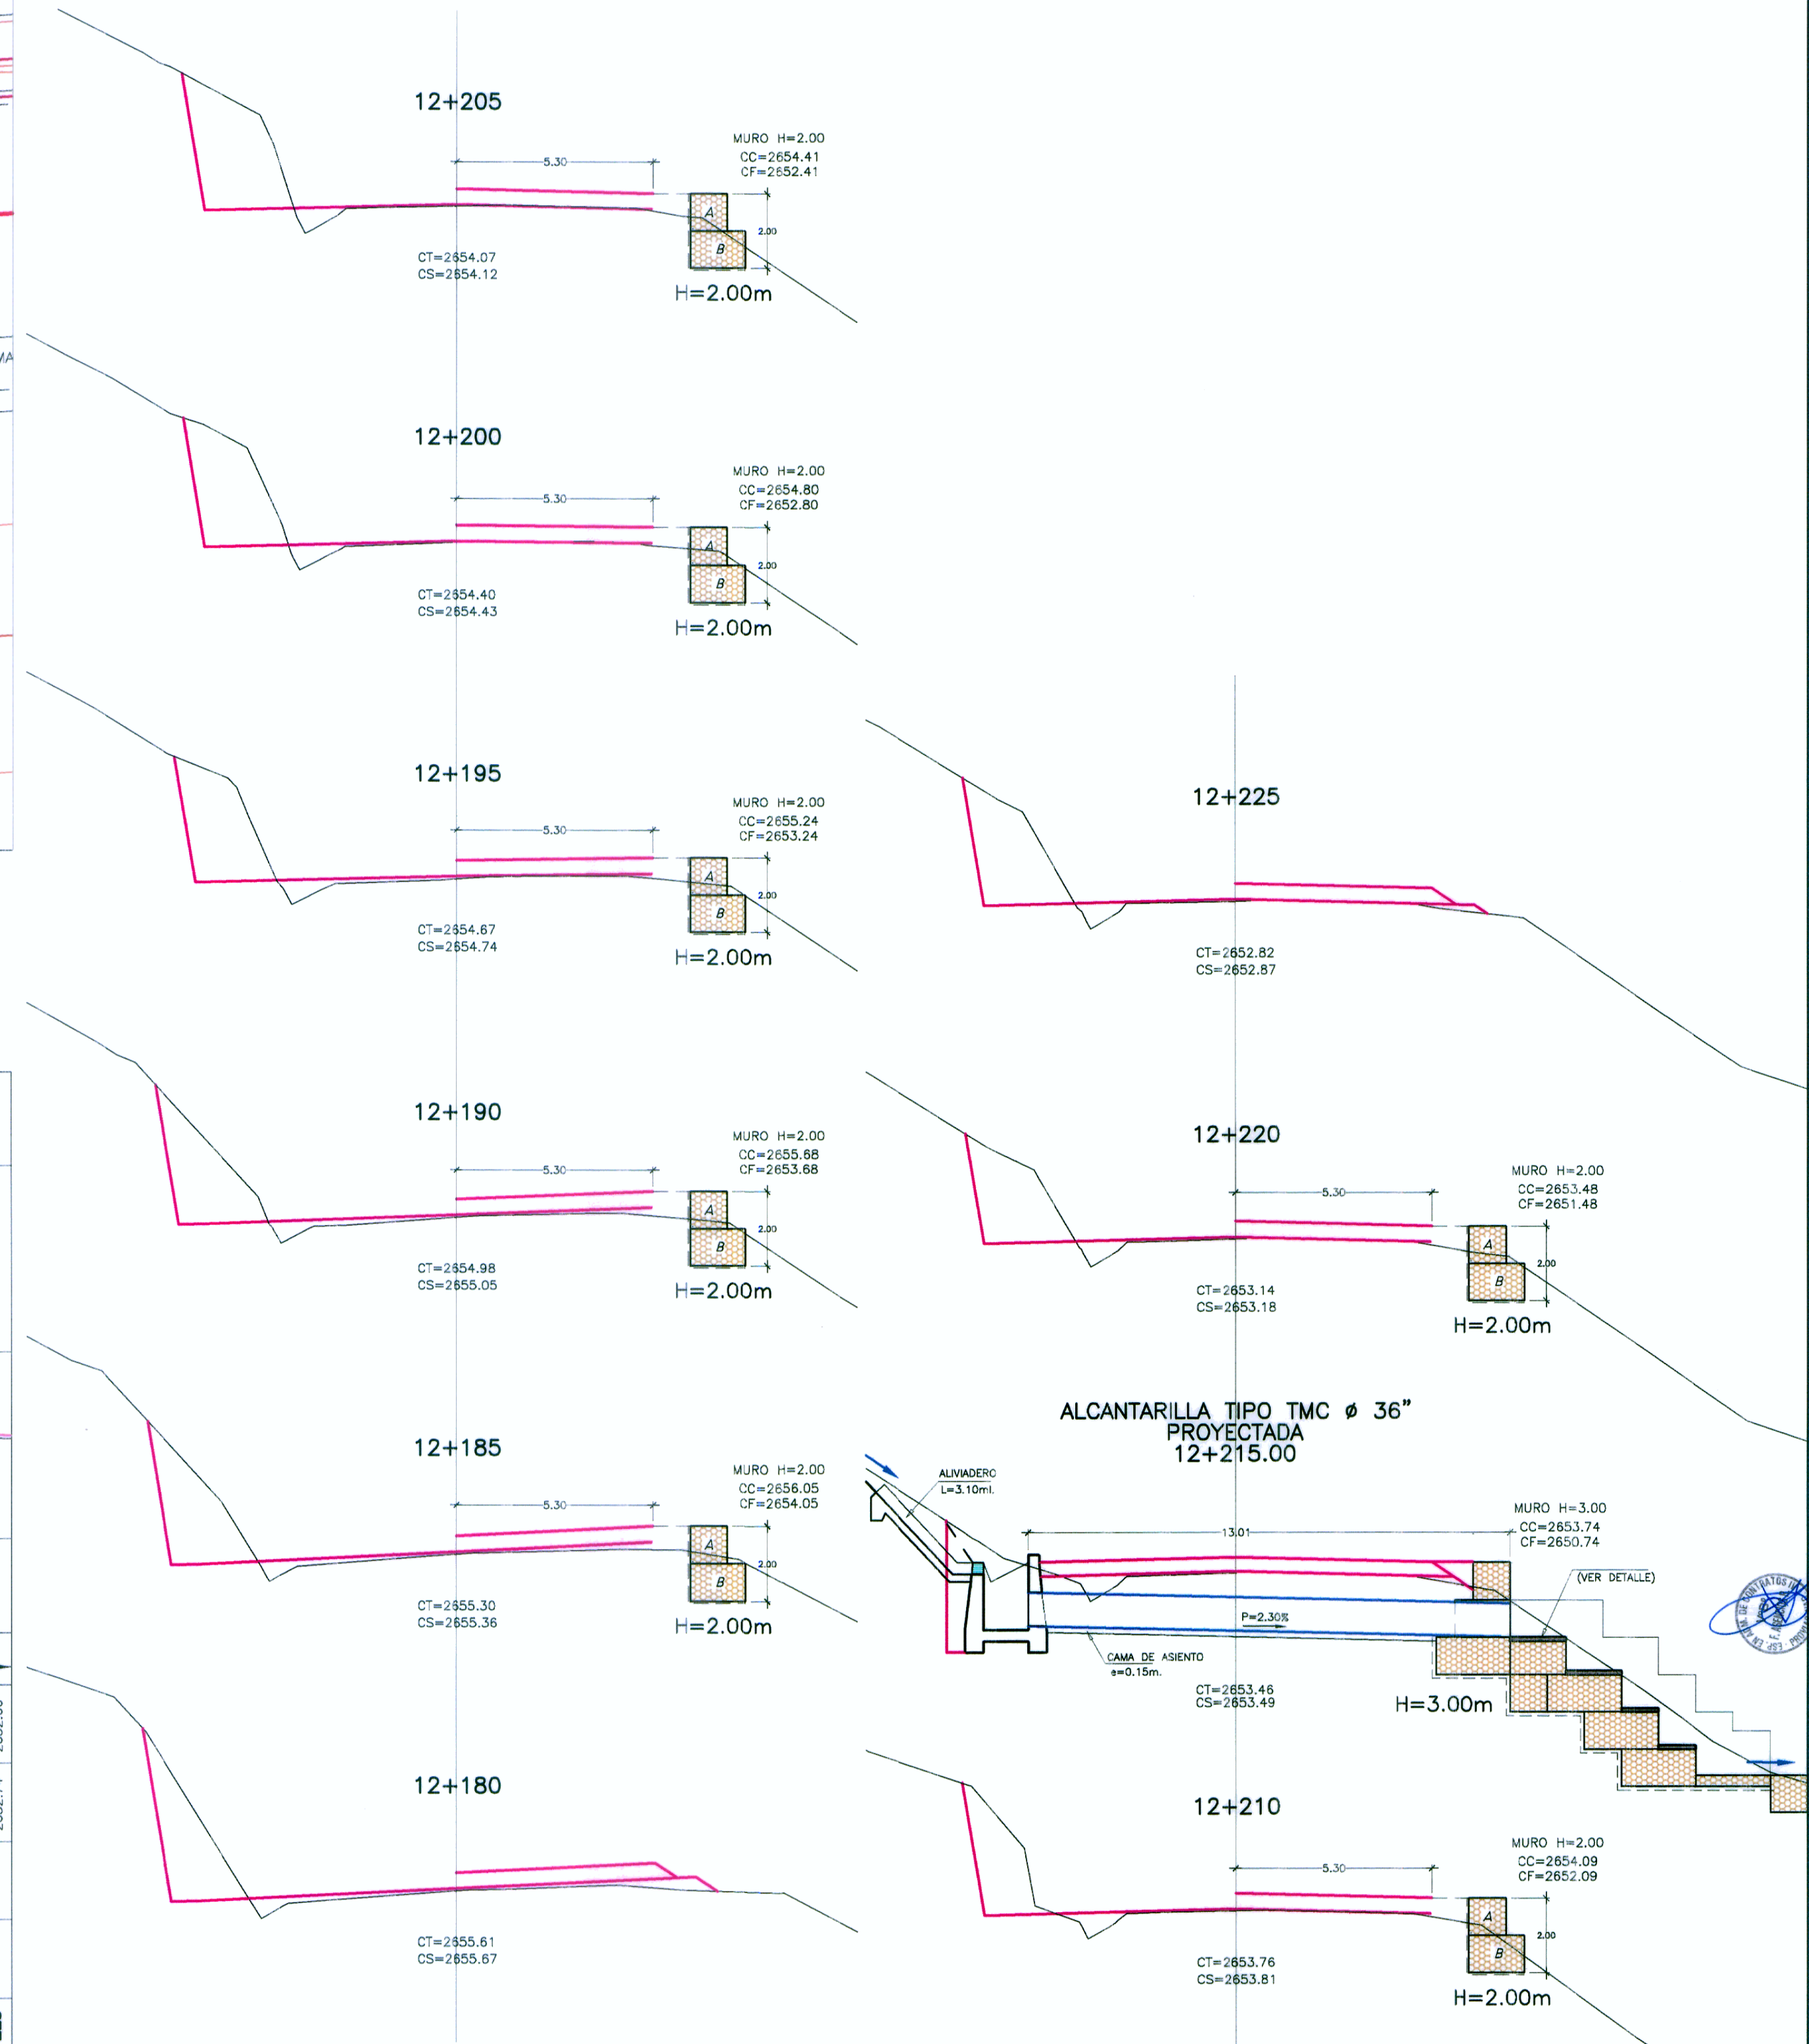 12+205
5.30
MURO H=2.00
CC=2654.41
CF=2652.41
A
B
2.00
H=2.00m
CT=2654.07
CS=2654.12
12+200
5.30
MURO H=2.00
CC=2654.80
CF=2652.80
A
B
2.00
H=2.00m
CT=2654.40
CS=2654.43
12+195
5.30
MURO H=2.00
CC=2655.24
CF=2653.24
A
B
2.00
H=2.00m
CT=2654.67
CS=2654.74
12+190
5.30
MURO H=2.00
CC=2655.68
CF=2653.68
A
B
2.00
H=2.00m
CT=2654.98
CS=2655.05
12+185
5.30
MURO H=2.00
CC=2656.05
CF=2654.05
A
B
2.00
H=2.00m
CT=2655.30
CS=2655.36
12+180
CT=2655.61
CS=2655.67
12+225
CT=2652.82
CS=2652.87
12+220
5.30
MURO H=2.00
CC=2653.48
CF=2651.48
A
B
2.00
H=2.00m
CT=2653.14
CS=2653.18
ALCANTARILLA TIPO TMC ø 36"
PROYECTADA
12+215.00
ALIVIADERO
L=3.10ml.
13.01
MURO H=3.00
CC=2653.74
CF=2650.74
(VER DETALLE)
P=2.30%
CAMA DE ASIENTO
e=0.15m.
CT=2653.46
CS=2653.49
H=3.00m
12+210
5.30
MURO H=2.00
CC=2654.09
CF=2652.09
A
B
2.00
H=2.00m
CT=2653.76
CS=2653.81